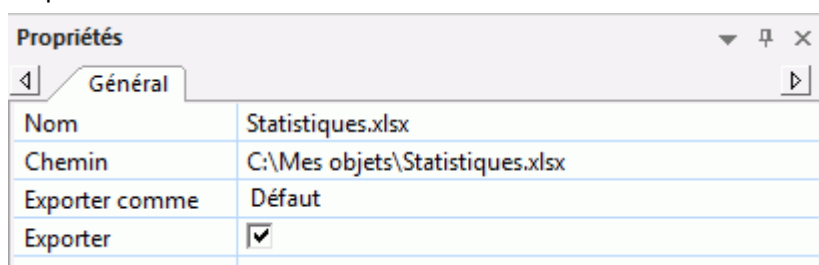 Propriétés
Général
Nom Statistiques.xlsx
Chemin C:\Mes objets\Statistiques.xlsx
Exporter comme Défaut
Exporter